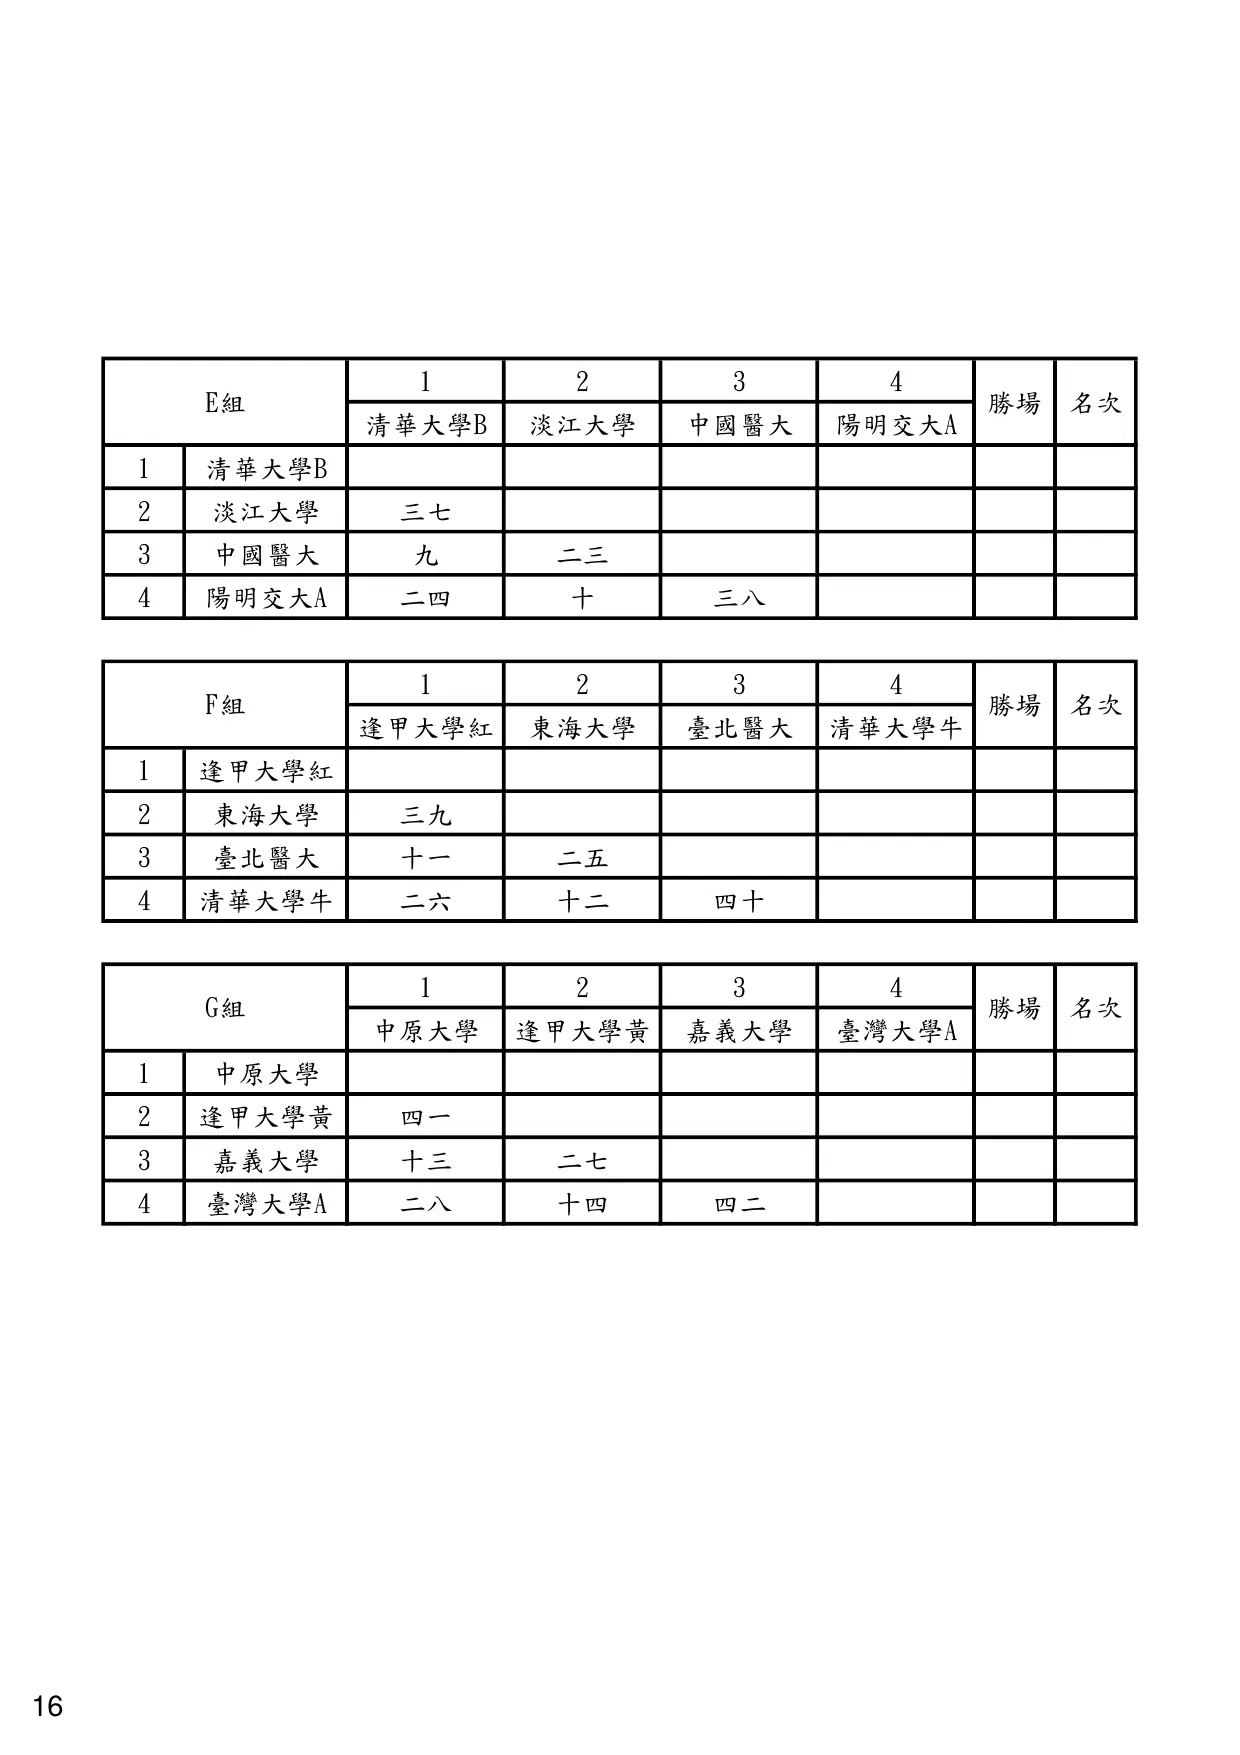 E組 1 2 3 4 勝場 名次
清華大學B 淡江大學 中國醫大 陽明交大A
1 清華大學B
2 淡江大學 三七
3 中國醫大 九 二三
4 陽明交大A 二四 十 三八
F組 1 2 3 4 勝場 名次
逢甲大學紅 東海大學 臺北醫大 清華大學牛
1 逢甲大學紅
2 東海大學 三九
3 臺北醫大 十一 二五
4 清華大學牛 二六 十二 四十
G組 1 2 3 4 勝場 名次
中原大學 逢甲大學黃 嘉義大學 臺灣大學A
1 中原大學
2 逢甲大學黃 四一
3 嘉義大學 十三 二七
4 臺灣大學A 二八 十四 四二
16